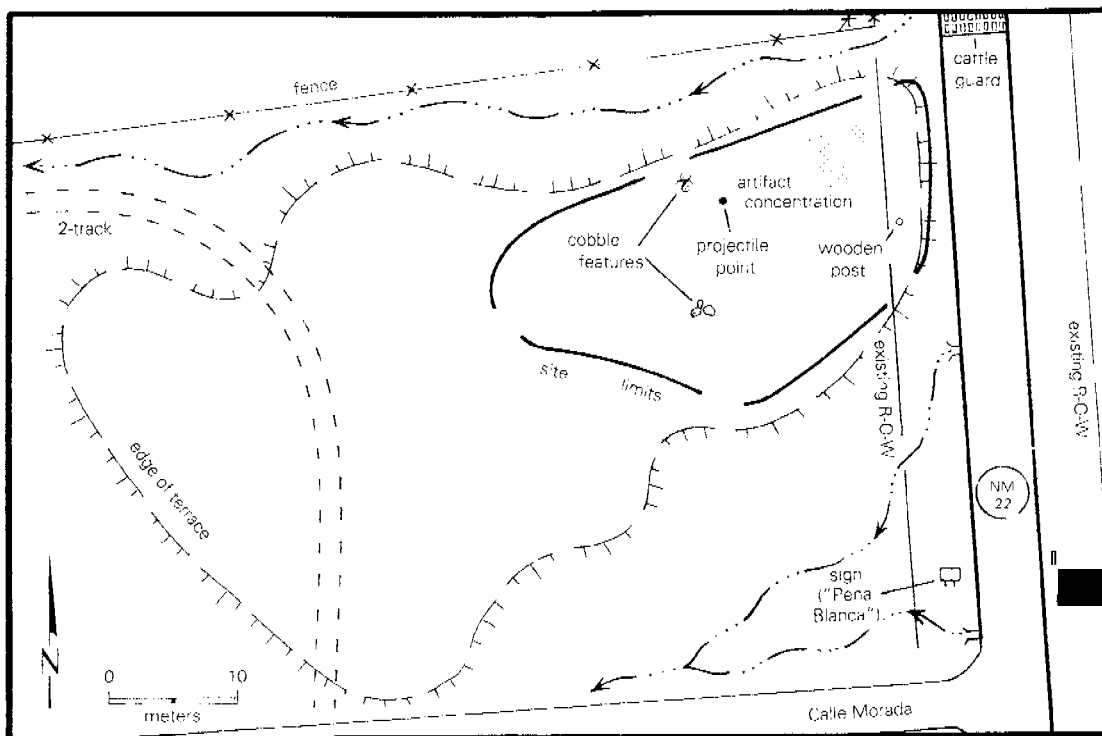 cattle
guard
fence
artifact
concentration
2-track
cobble
features
projectile
point
wooden
post
existing R-O-W
existing R-O-W
site limits
edge of terrace
NM
22
sign
("Pena
Blanca")
N
0 10
meters
Calle Morada